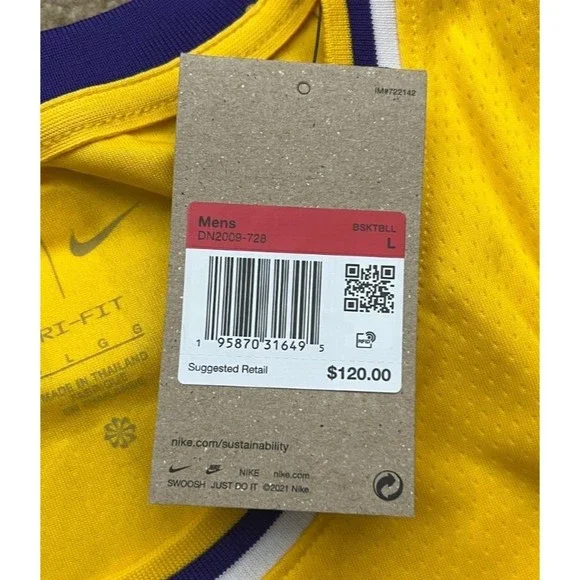 IM#722142
Mens
BSKTBLL
DN2009-728
L
1 95870 31649 5
RFID
Suggested Retail
$120.00
nike.com/sustainability
NIKE nike.com
SWOOSH JUST DO IT ©2021 Nike
RI-FIT
L G G
MADE IN THAILAND